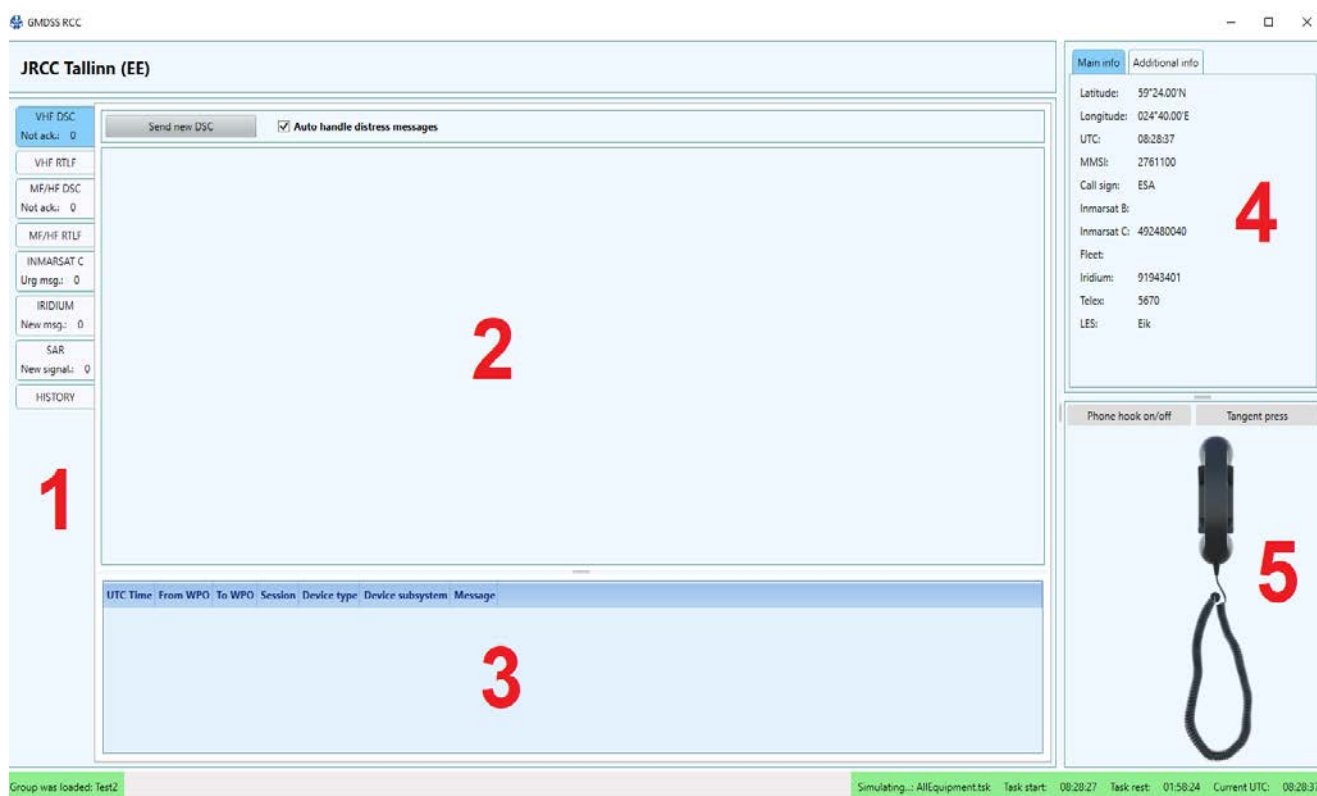 GMDSS RCC
JRCC Tallinn (EE)
VHF DSC
Not ack.: 0
VHF RTLF
MF/HF DSC
Not ack.: 0
MF/HF RTLF
INMARSAT C
Urg msg.: 0
IRIDIUM
New msg.: 0
SAR
New signal.: 0
HISTORY
1
Send new DSC Auto handle distress messages
2
UTC Time From WPO To WPO Session Device type Device subsystem Message
3
Main info Additional info
Latitude: 59°24.00'N
Longitude: 024°40.00'E
UTC: 08:28:37
MMSI: 2761100
Call sign: ESA
Inmarsat B:
Inmarsat C: 492480040
Fleet:
Iridium: 91943401
Telex: 5670
LES: Eik
4
Phone hook on/off Tangent press
5
Group was loaded: Test2 Simulating...: AllEquipment.tsk Task start: 08:28:27 Task rest: 01:58:24 Current UTC: 08:28:37